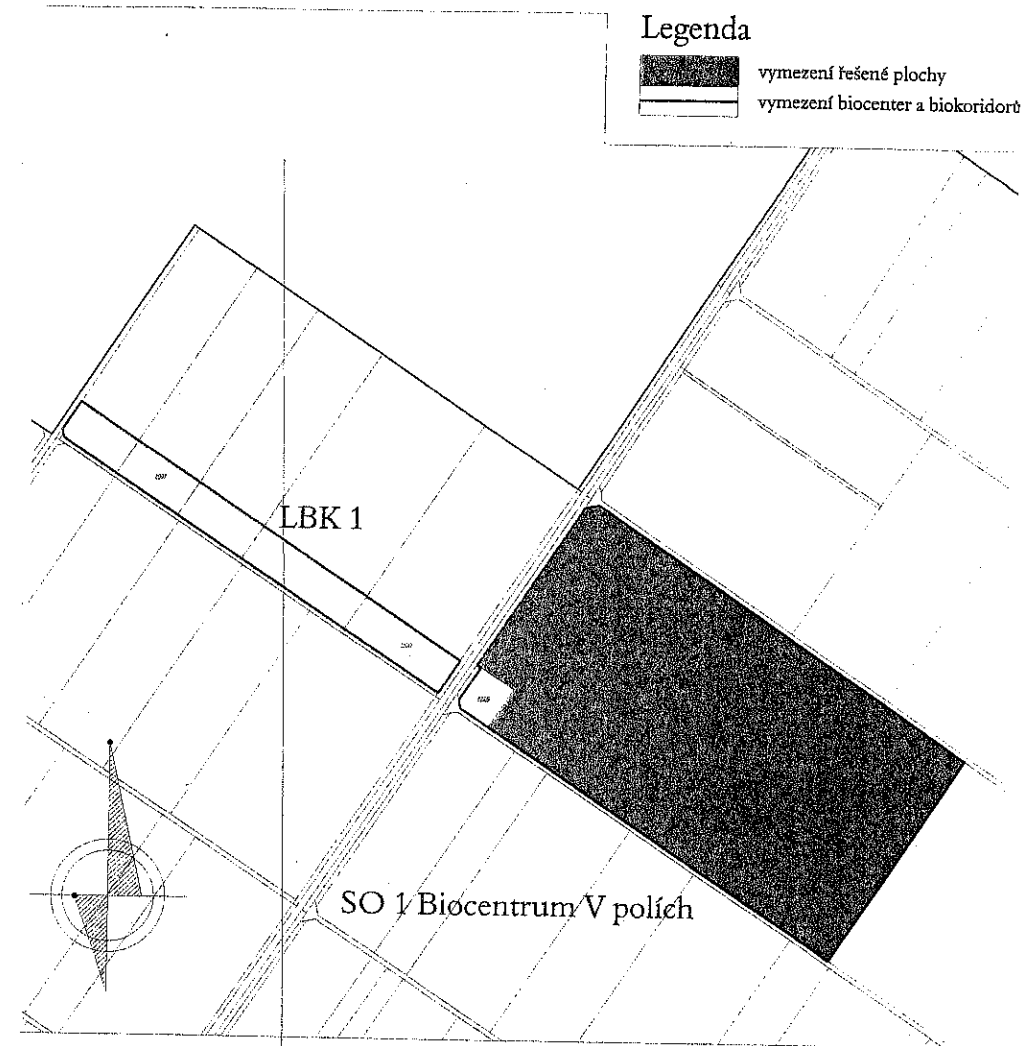 Legenda
vymezení řešené plochy
vymezení biocenter a biokoridorů
LBK 1
SO 1 Biocentrum V polích